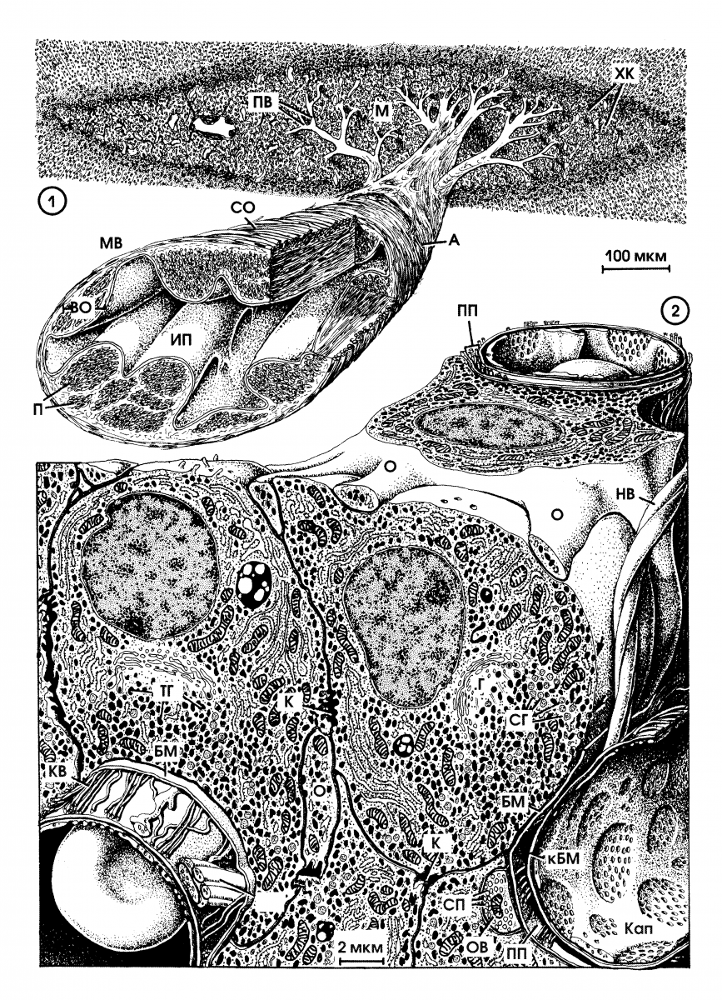 ХК
ПВ
М
1
СО
МВ
А
100 мкм
ВО
ПП
2
ИП
П
О
НВ
О
ТГ
Г
К
СГ
БМ
КВ
О
БМ
К
кБМ
СП
Кап
ОВ
ПП
2 мкм